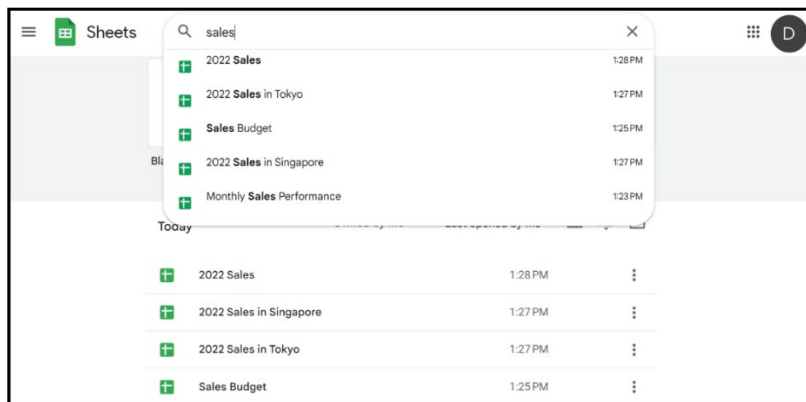 Sheets
sales
D
2022 Sales
1:28 PM
2022 Sales in Tokyo
1:27 PM
Sales Budget
1:25 PM
2022 Sales in Singapore
1:27 PM
Monthly Sales Performance
1:23 PM
Today
2022 Sales
1:28 PM
2022 Sales in Singapore
1:27 PM
2022 Sales in Tokyo
1:27 PM
Sales Budget
1:25 PM